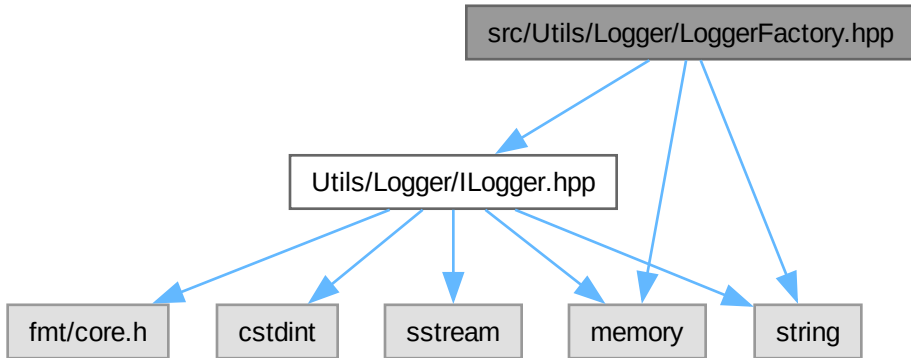 src/Utils/Logger/LoggerFactory.hpp
Utils/Logger/ILogger.hpp
fmt/core.h
cstdint
sstream
memory
string